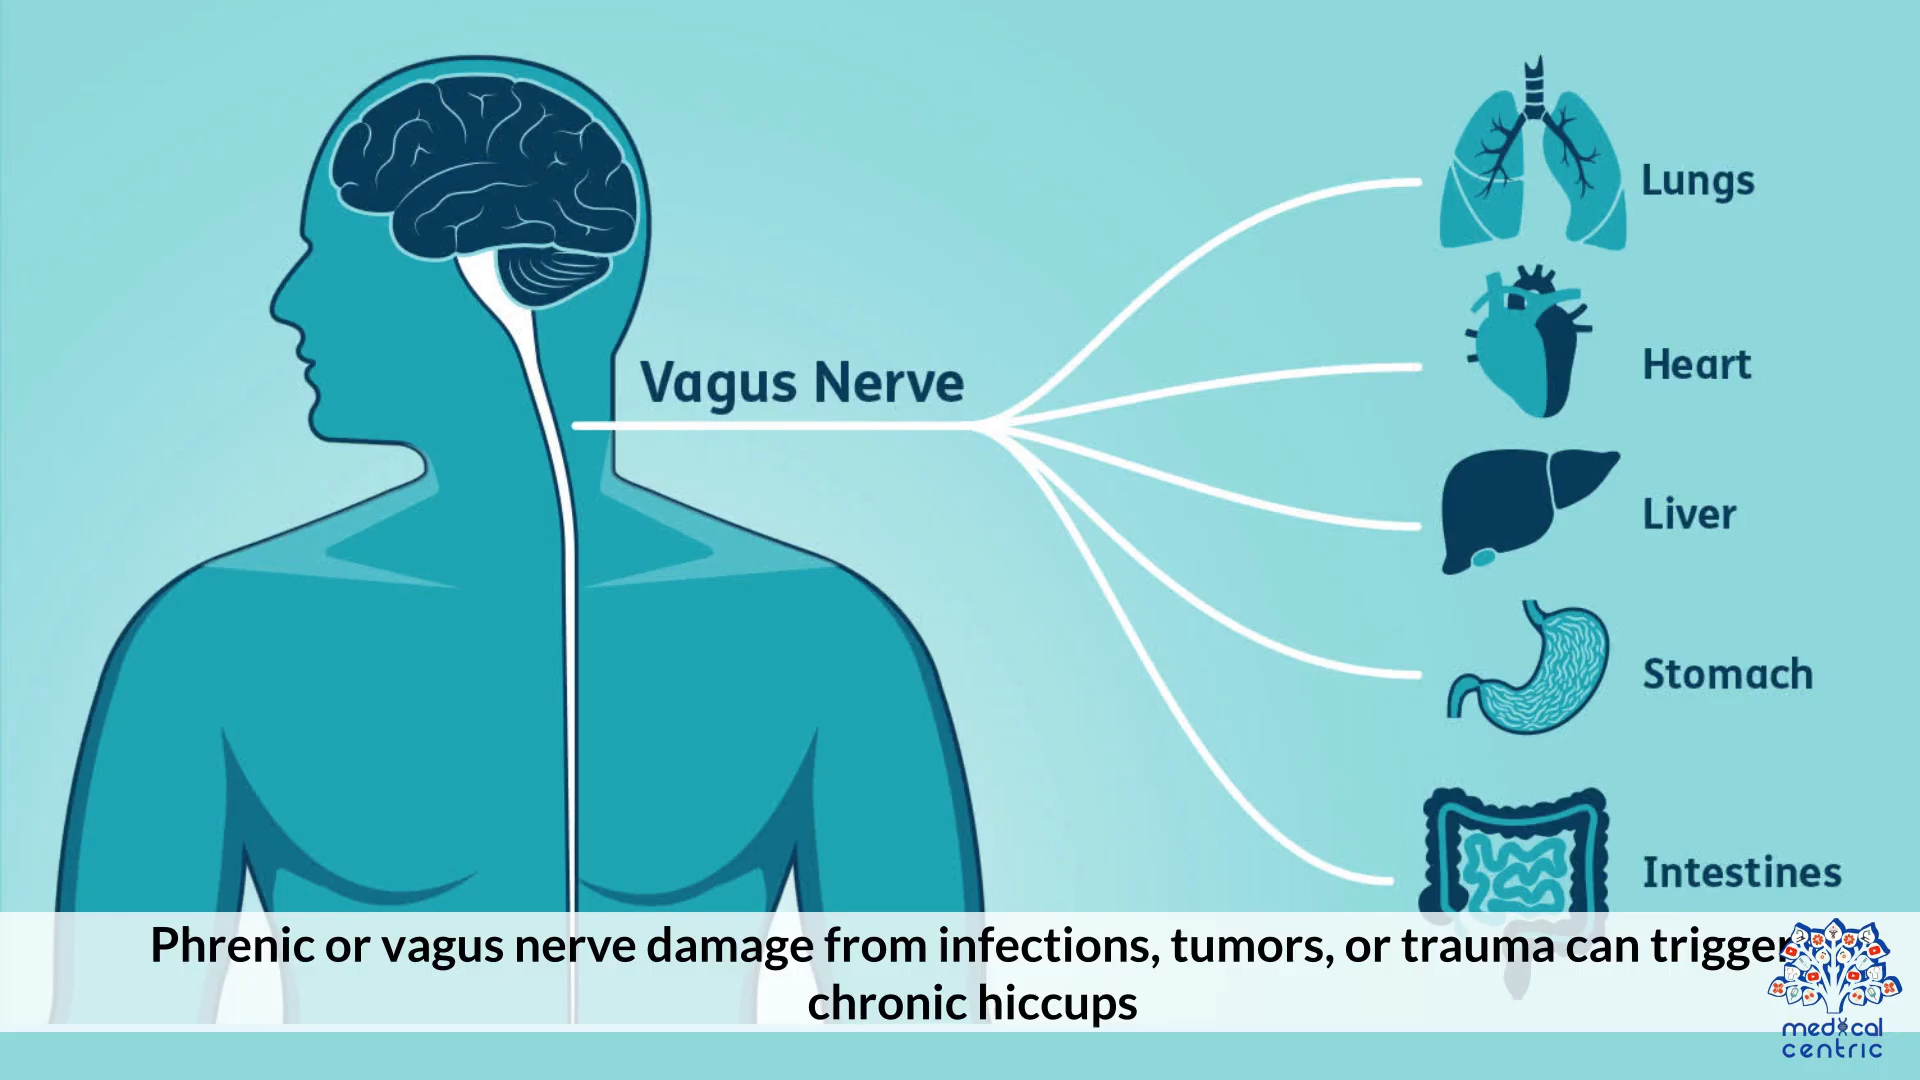 Lungs
Heart
Vagus Nerve
Liver
Stomach
Intestines
Phrenic or vagus nerve damage from infections, tumors, or trauma can trigger
chronic hiccups
medical
centric